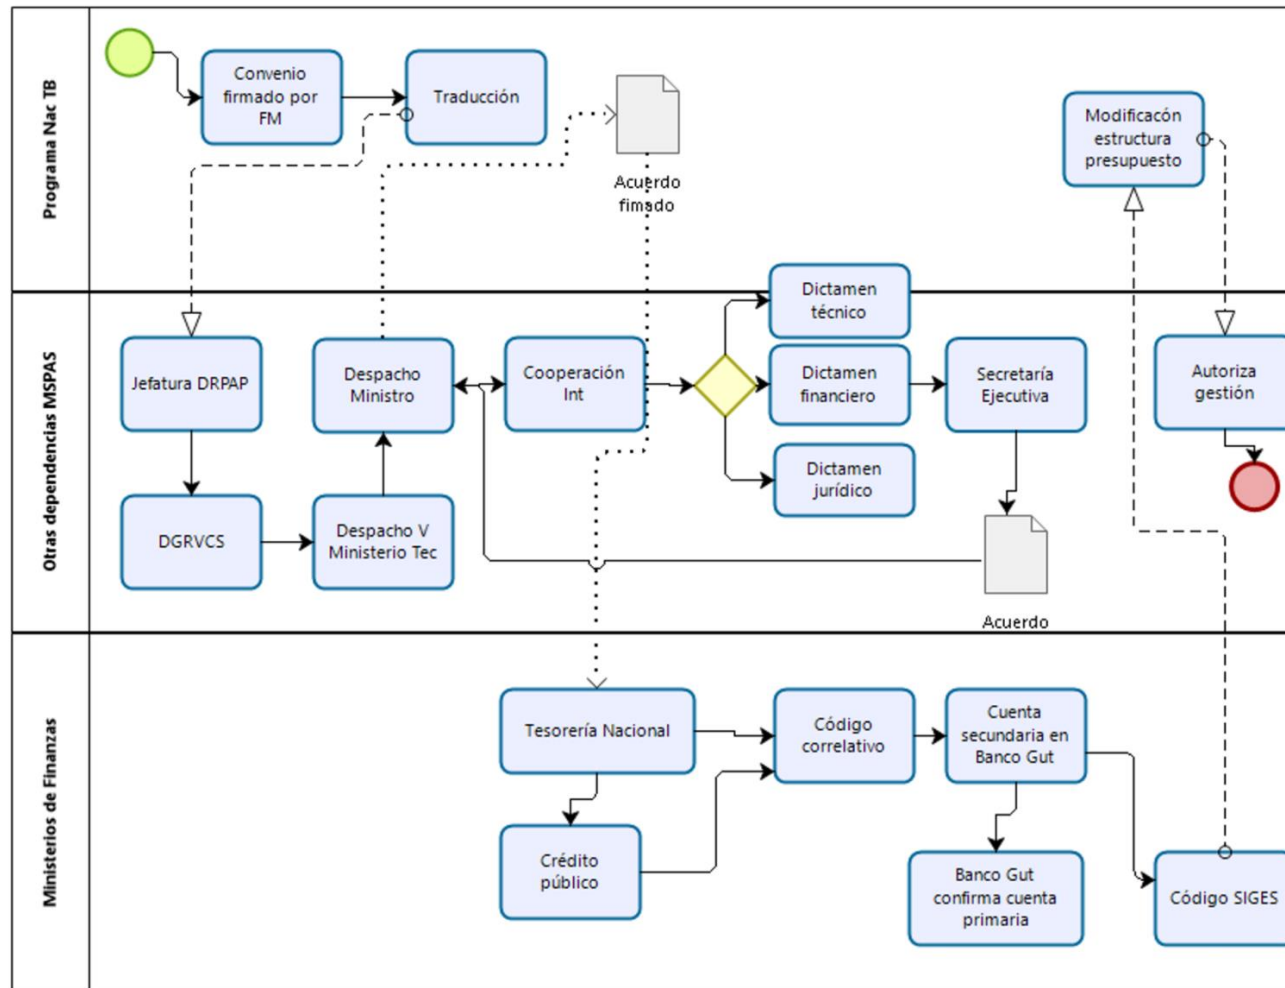 Programa Nac TB
Convenio
firmado por
FM
Traducción
Acuerdo
fimado
Modificacón
estructura
presupuesto
Otras dependencias MSPAS
Jefatura DRPAP
Despacho
Ministro
Cooperación
Int
Dictamen
técnico
Dictamen
financiero
Dictamen
jurídico
Secretaría
Ejecutiva
Autoriza
gestión
DGRVCS
Despacho V
Ministerio Tec
Acuerdo
Ministerios de Finanzas
Tesorería Nacional
Código
correlativo
Cuenta
secundaria en
Banco Gut
Crédito
público
Banco Gut
confirma cuenta
primaria
Código SIGES